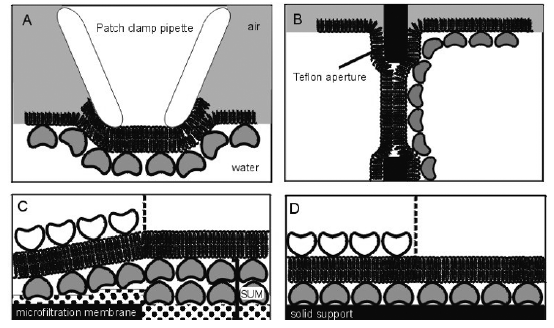 A
Patch clamp pipette
air
water
B
Teflon aperture
C
SUM
microfiltration membrane
D
solid support